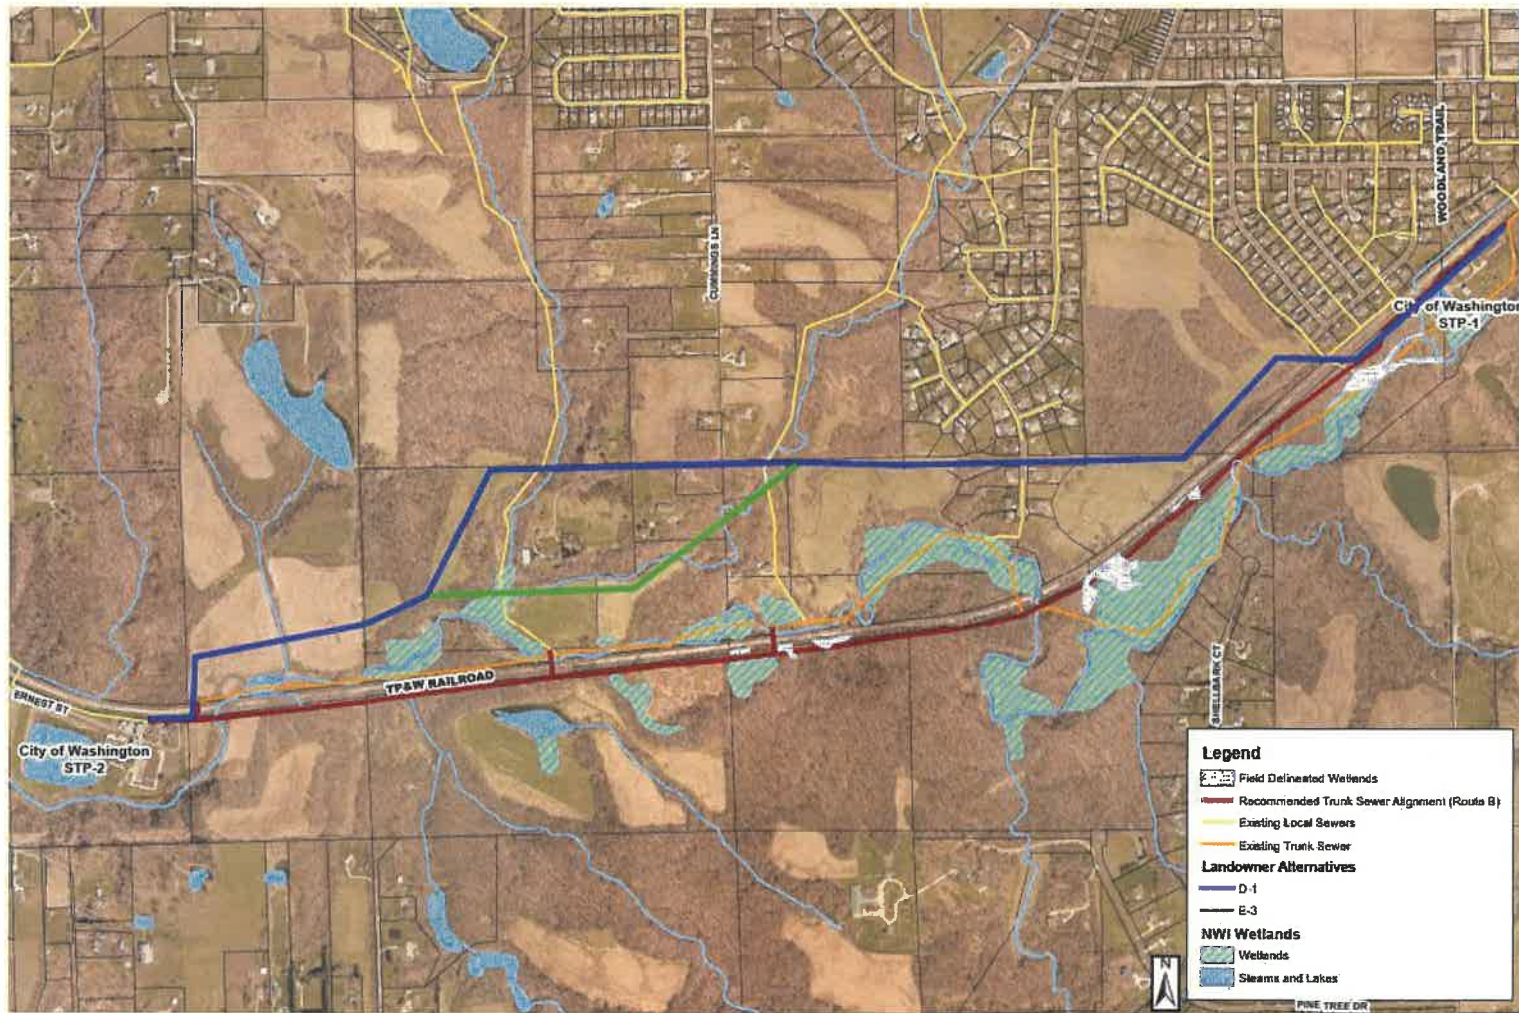 WOODLAND TRAIL
CUMMINGS LN
City of Washington
STP-1
TP&W RAILROAD
ERNEST ST
City of Washington
STP-2
SHELLBARK CT
Legend
Field Delineated Wetlands
Recommended Trunk Sewer Alignment (Route B)
Existing Local Sewers
Existing Trunk Sewer
Landowner Alternatives
D-1
E-3
NWI Wetlands
Wetlands
Steams and Lakes
N
PINE TREE DR